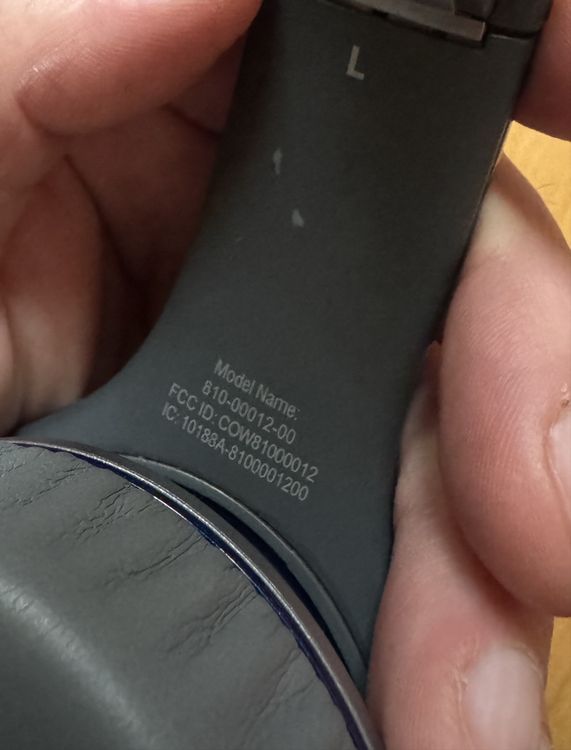 L
Model Name:
810-00012-00
FCC ID: COW81000012
IC: 10188A-8100001200